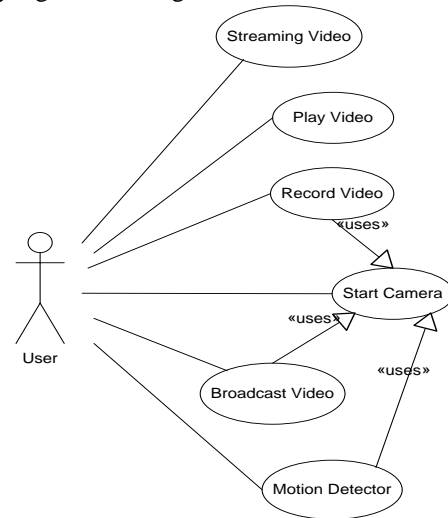 Streaming Video
Play Video
Record Video
«uses»
Start Camera
«uses»
User
«uses»
Broadcast Video
Motion Detector